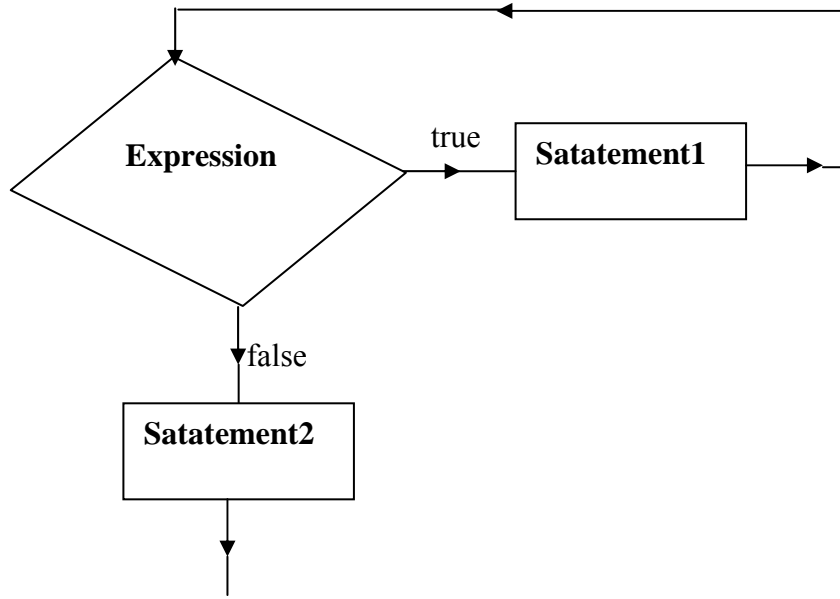 true
Expression
Satatement1
false
Satatement2